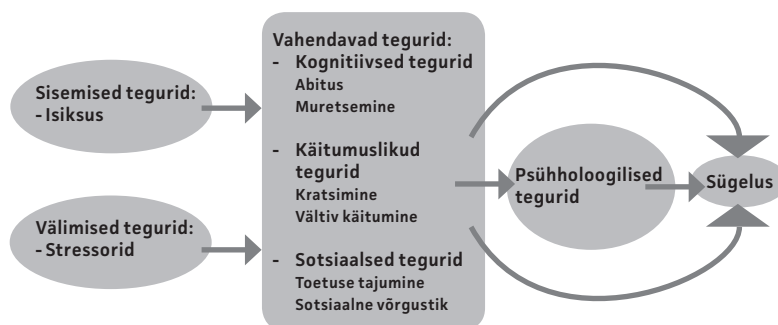 Sisemised tegurid:
- Isiksus
Välimised tegurid:
- Stressorid
Vahendavad tegurid:
- Kognitiivsed tegurid
Abitus
Muretsemine
- Käitumuslikud
tegurid
Kratsimine
Vältiv käitumine
- Sotsiaalsed tegurid
Toetuse tajumine
Sotsiaalne võrgustik
Psühholoogilised
tegurid
Sügelus